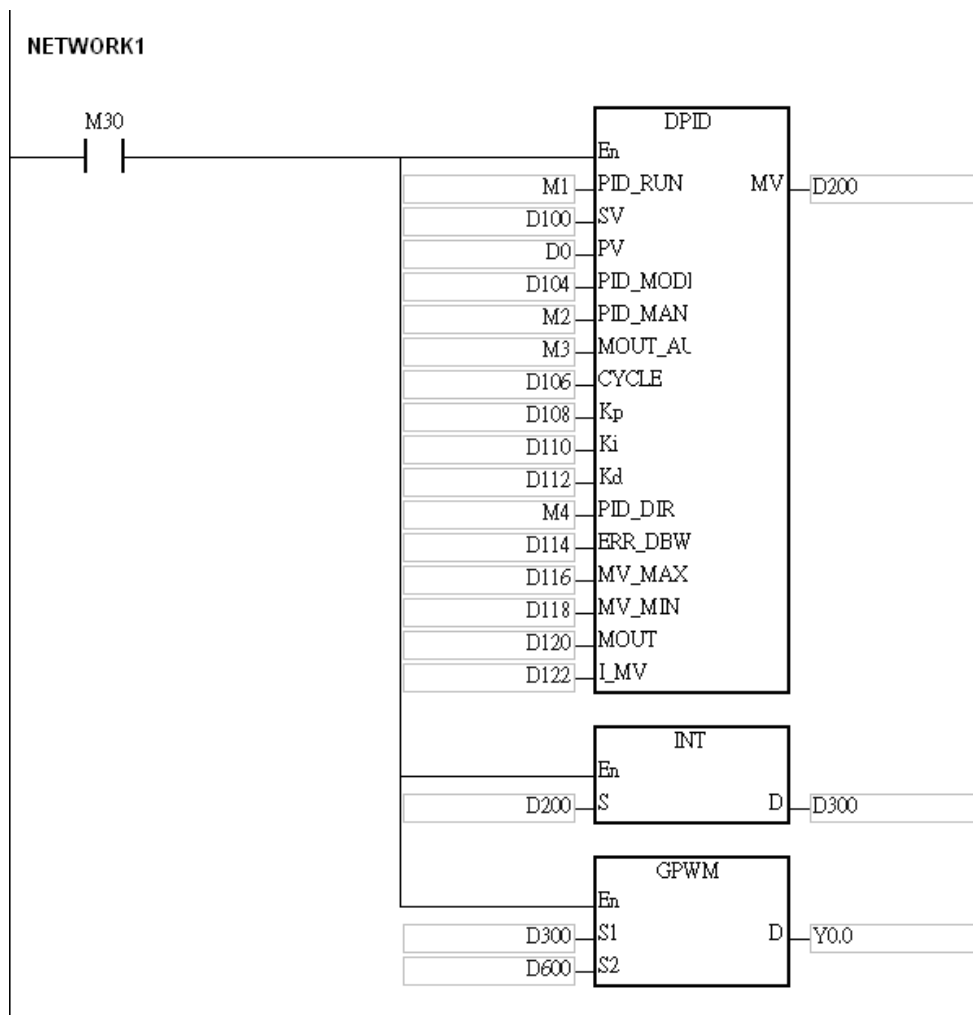 NETWORK1
M30
DPID
En
M1 PID_RUN MV D200
D100 SV
D0 PV
D104 PID_MODI
M2 PID_MAN
M3 MOUT_AU
D106 CYCLE
D108 Kp
D110 Ki
D112 Kd
M4 PID_DIR
D114 ERR_DBW
D116 MV_MAX
D118 MV_MIN
D120 MOUT
D122 I_MV
INT
En
D200 S D D300
GPWM
En
D300 S1 D Y0.0
D600 S2